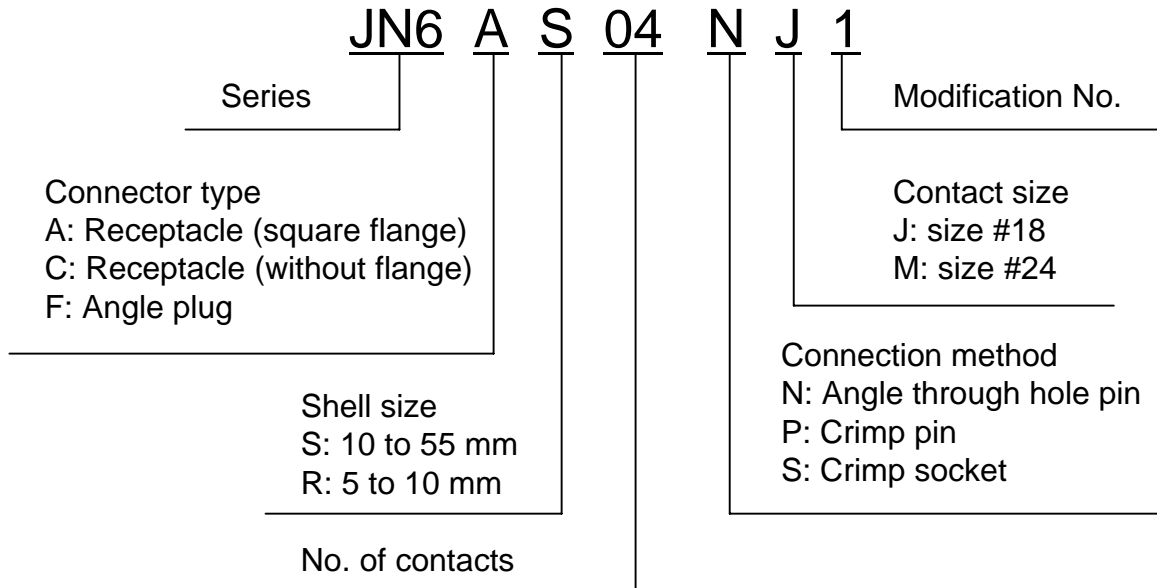 JN6 A S 04 N J 1
Series
Modification No.
Connector type
A: Receptacle (square flange)
C: Receptacle (without flange)
F: Angle plug
Contact size
J: size #18
M: size #24
Connection method
N: Angle through hole pin
P: Crimp pin
S: Crimp socket
Shell size
S: 10 to 55 mm
R: 5 to 10 mm
No. of contacts